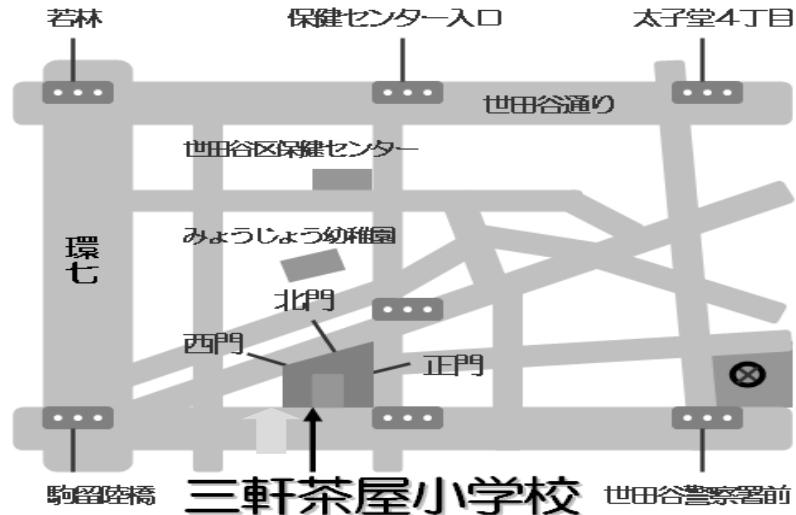 若林
保健センター入口
太子堂4丁目
世田谷通り
世田谷区保健センター
環七
みょうじょう幼稚園
北門
西門
正門
駒留陸橋
三軒茶屋小学校
世田谷警察署前